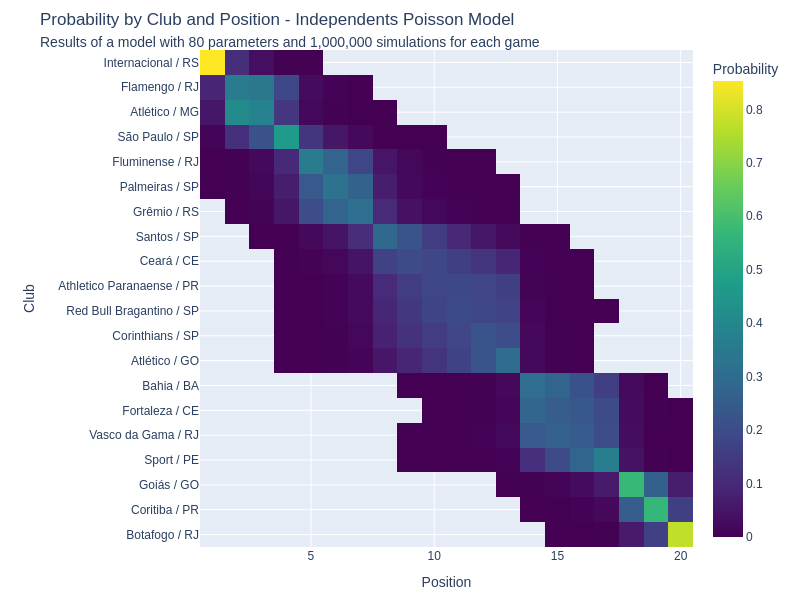 Probability by Club and Position - Independents Poisson Model
Results of a model with 80 parameters and 1,000,000 simulations for each game
Probability
Internacional / RS
Flamengo / RJ
Atlético / MG
São Paulo / SP
Fluminense / RJ
Palmeiras / SP
Grêmio / RS
Santos / SP
Ceará / CE
Athletico Paranaense / PR
Red Bull Bragantino / SP
Corinthians / SP
Atlético / GO
Bahia / BA
Fortaleza / CE
Vasco da Gama / RJ
Sport / PE
Goiás / GO
Coritiba / PR
Botafogo / RJ
Club
5
10
15
20
Position
0.8
0.7
0.6
0.5
0.4
0.3
0.2
0.1
0